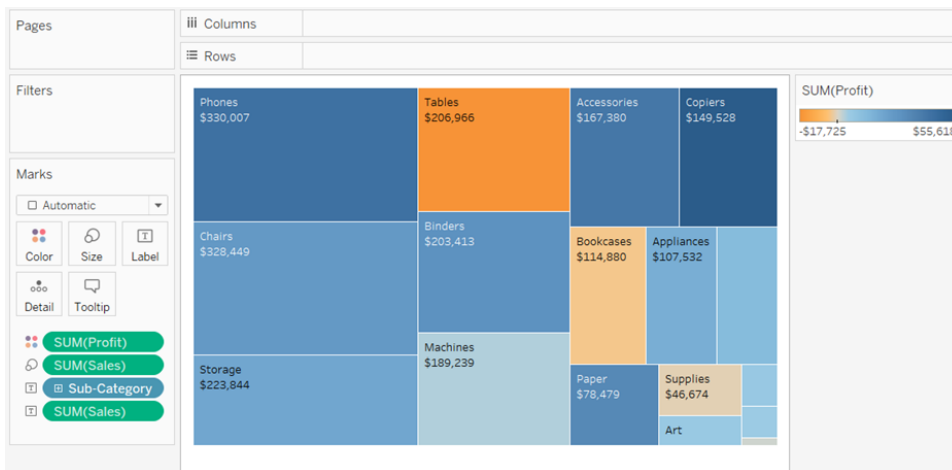 Pages
Columns
Rows
Filters
Marks
Automatic
Color
Size
Label
Detail
Tooltip
SUM(Profit)
SUM(Sales)
Sub-Category
SUM(Sales)
Phones
$330,007
Chairs
$328,449
Storage
$223,844
Tables
$206,966
Binders
$203,413
Machines
$189,239
Accessories
$167,380
Copiers
$149,528
Bookcases
$114,880
Appliances
$107,532
Paper
$78,479
Supplies
$46,674
Art
SUM(Profit)
-$17,725
$55,618